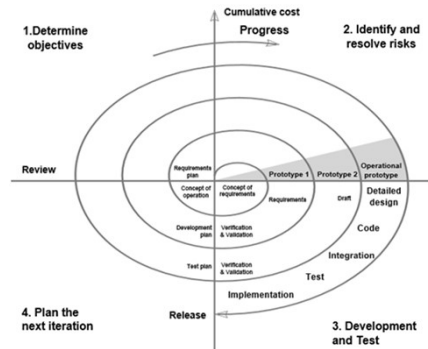 Cumulative cost
1.Determine
objectives
Progress
2. Identify and
resolve risks
Review
Requirements
plan
Prototype 1
Prototype 2
Operational
prototype
Concept of
operation
Concept of
requirements
Requirements
Draft
Detailed
design
Development
plan
Verification
& Validation
Code
Integration
Test plan
Verification
& Validation
Test
Implementation
4. Plan the
next iteration
Release
3. Development
and Test